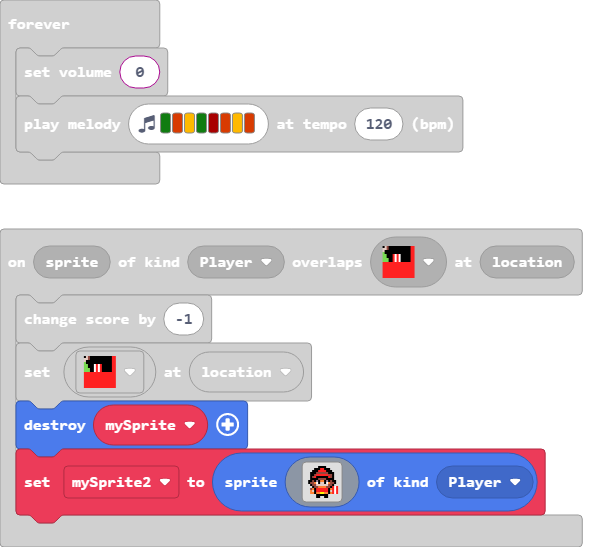 forever
set volume 0
play melody at tempo 120 (bpm)
on sprite of kind Player overlaps at location
change score by -1
set at location
destroy mySprite
set mySprite2 to sprite of kind Player